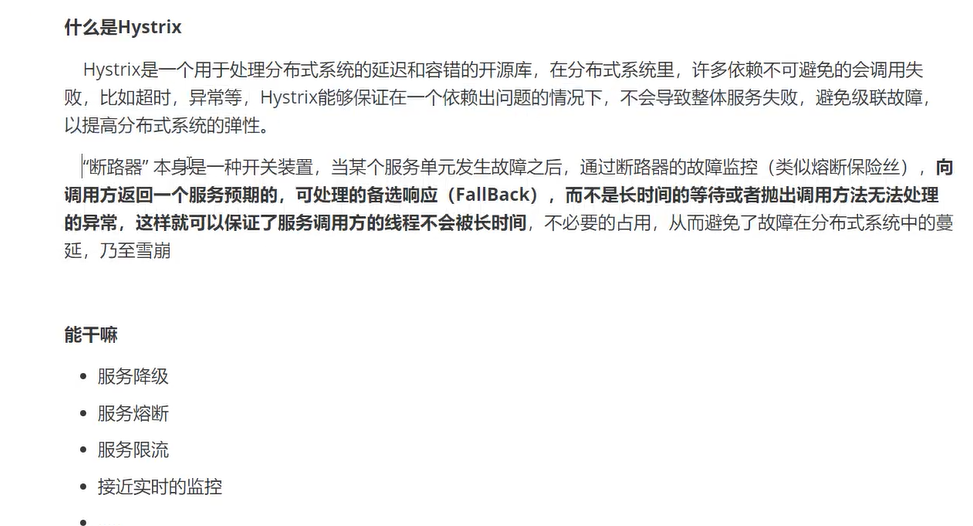 什么是Hystrix
Hystrix是一个用于处理分布式系统的延迟和容错的开源库，在分布式系统里，许多依赖不可避免的会调用失
败，比如超时，异常等，Hystrix能够保证在一个依赖出问题的情况下，不会导致整体服务失败，避免级联故障，
以提高分布式系统的弹性。
“断路器” 本身是一种开关装置，当某个服务单元发生故障之后，通过断路器的故障监控（类似熔断保险丝），向
调用方返回一个服务预期的，可处理的备选响应（FallBack），而不是长时间的等待或者抛出调用方法无法处理
的异常，这样就可以保证了服务调用方的线程不会被长时间，不必要的占用，从而避免了故障在分布式系统中的蔓
延，乃至雪崩
能干嘛
• 服务降级
• 服务熔断
• 服务限流
• 接近实时的监控
•